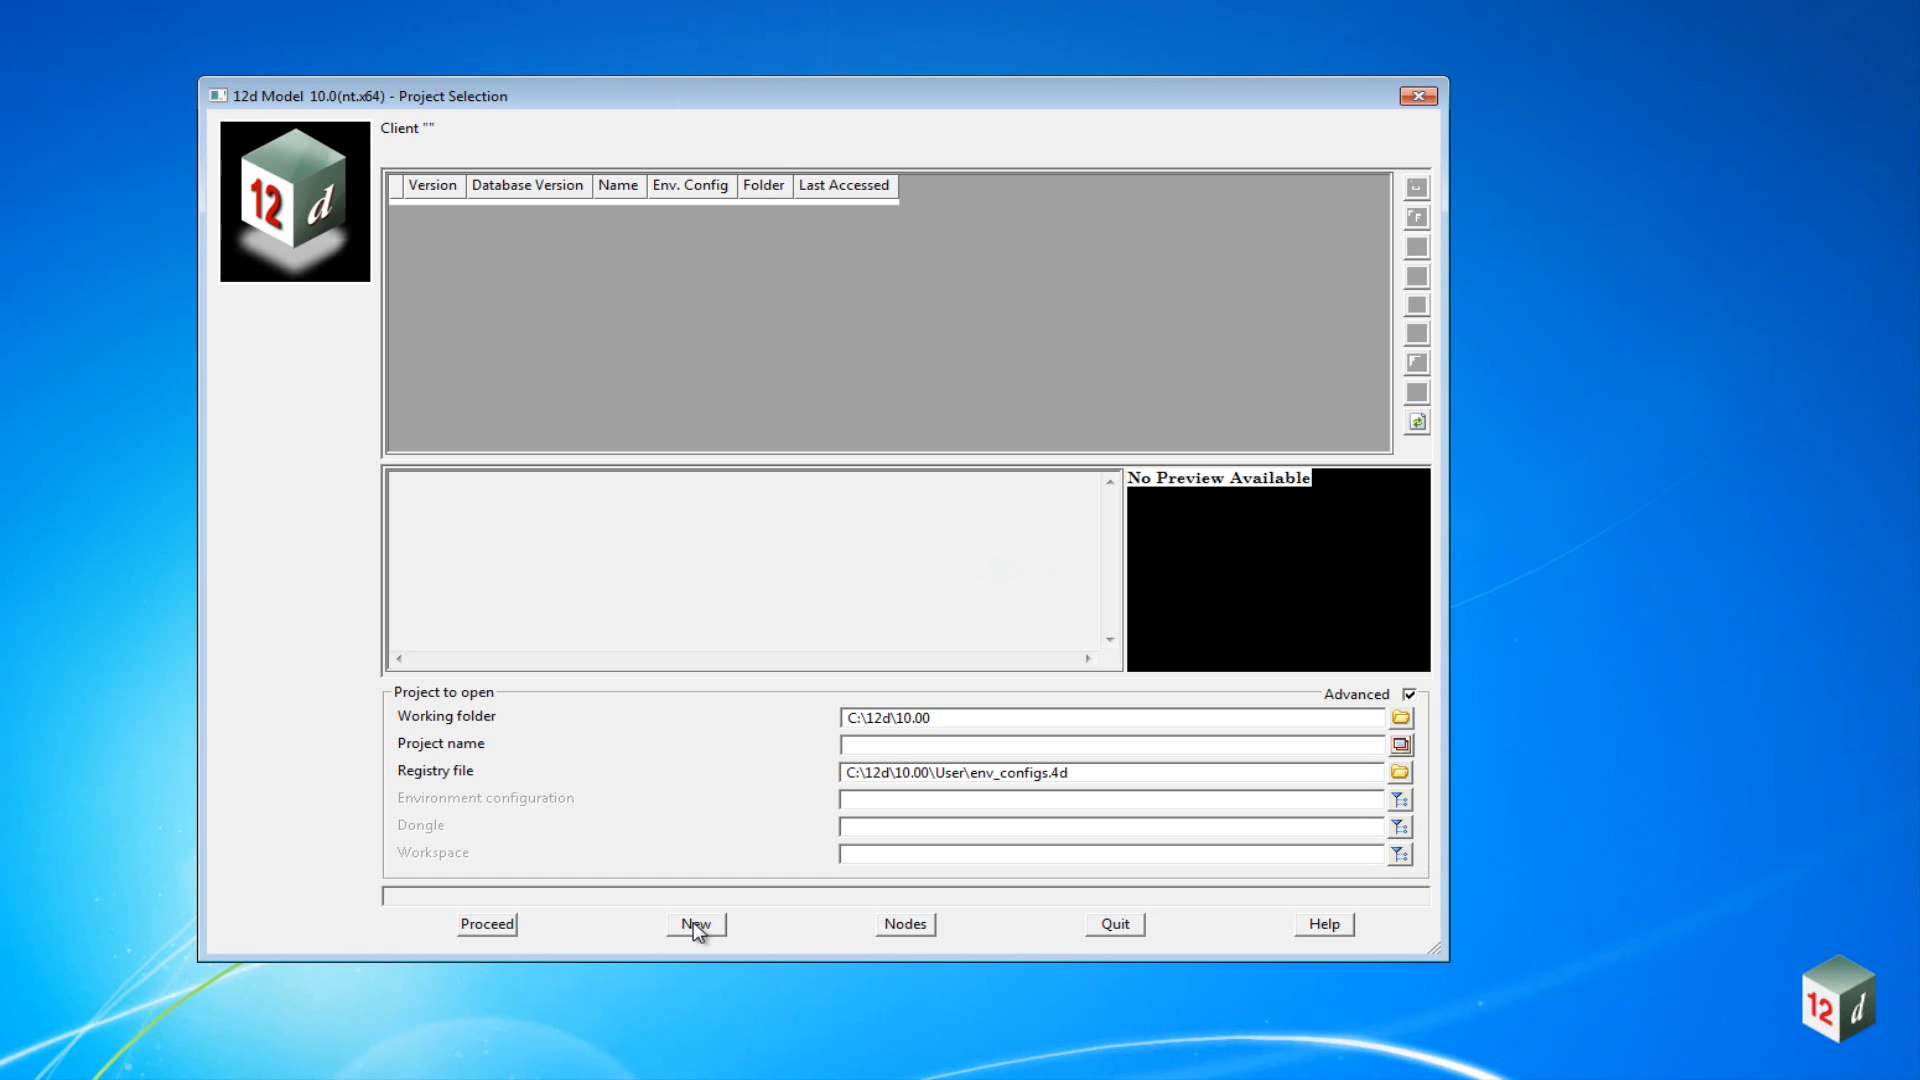 12d Model 10.0(nt.x64) - Project Selection
12 d
Client ""
Version Database Version Name Env. Config Folder Last Accessed
F
No Preview Available
Project to open Advanced
Working folder C:\12d\10.00
Project name
Registry file C:\12d\10.00\User\env_configs.4d
Environment configuration
Dongle
Workspace
Proceed New Nodes Quit Help
12 d